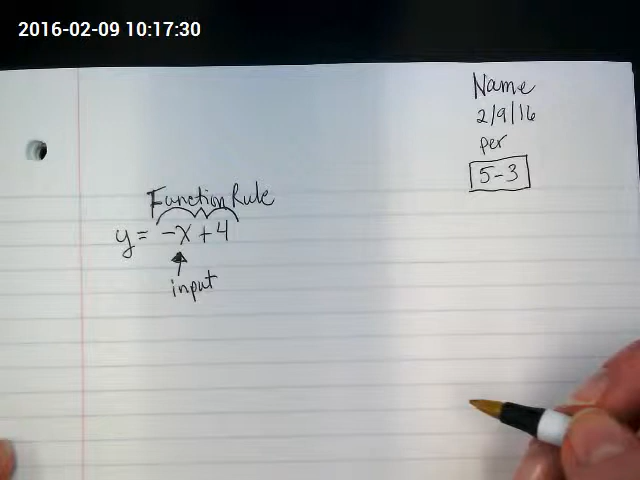 2016-02-09 10:17:30
Name
2/9/16
per
5-3
Function Rule
y = -x + 4
input